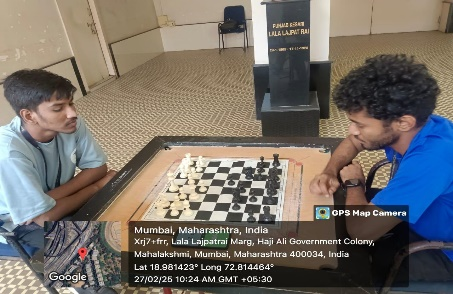 PUNJAB KESARI
LALA LAJPAT RAI
GPS Map Camera
Mumbai, Maharashtra, India
Xrj7+frr, Lala Lajpatrai Marg, Haji Ali Government Colony,
Mahalakshmi, Mumbai, Maharashtra 400034, India
Lat 18.981423° Long 72.814464°
27/02/25 10:24 AM GMT +05:30
Google